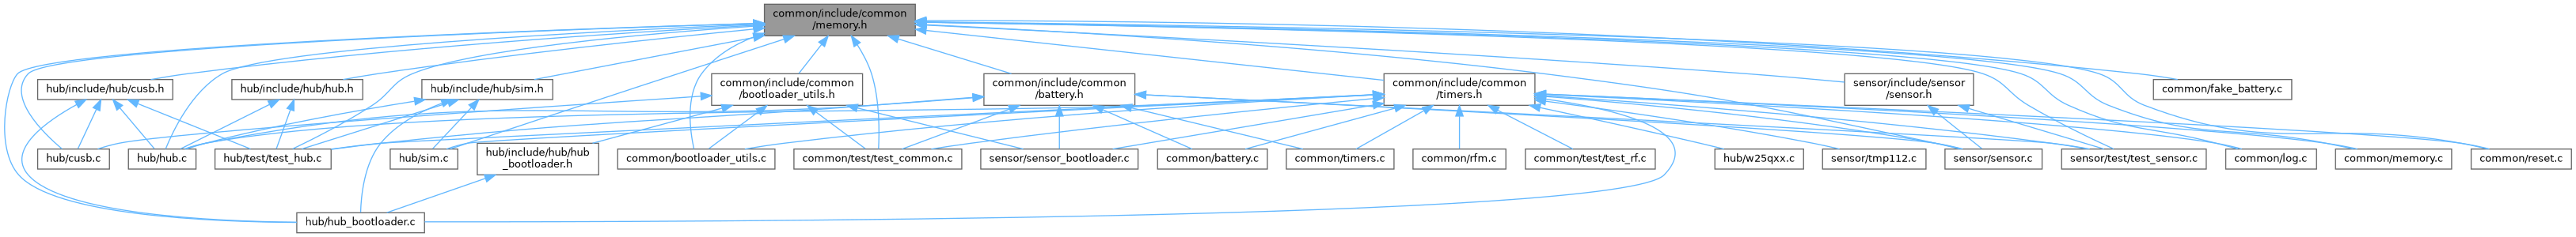 common/include/common
/memory.h
hub/include/hub/cusb.h
hub/include/hub/hub.h
hub/include/hub/sim.h
common/include/common
/bootloader_utils.h
common/include/common
/battery.h
common/include/common
/timers.h
sensor/include/sensor
/sensor.h
common/fake_battery.c
hub/cusb.c
hub/hub.c
hub/test/test_hub.c
hub/sim.c
hub/include/hub/hub
_bootloader.h
common/bootloader_utils.c
common/test/test_common.c
sensor/sensor_bootloader.c
common/battery.c
common/timers.c
common/rfm.c
common/test/test_rf.c
hub/w25qxx.c
sensor/tmp112.c
sensor/sensor.c
sensor/test/test_sensor.c
common/log.c
common/memory.c
common/reset.c
hub/hub_bootloader.c